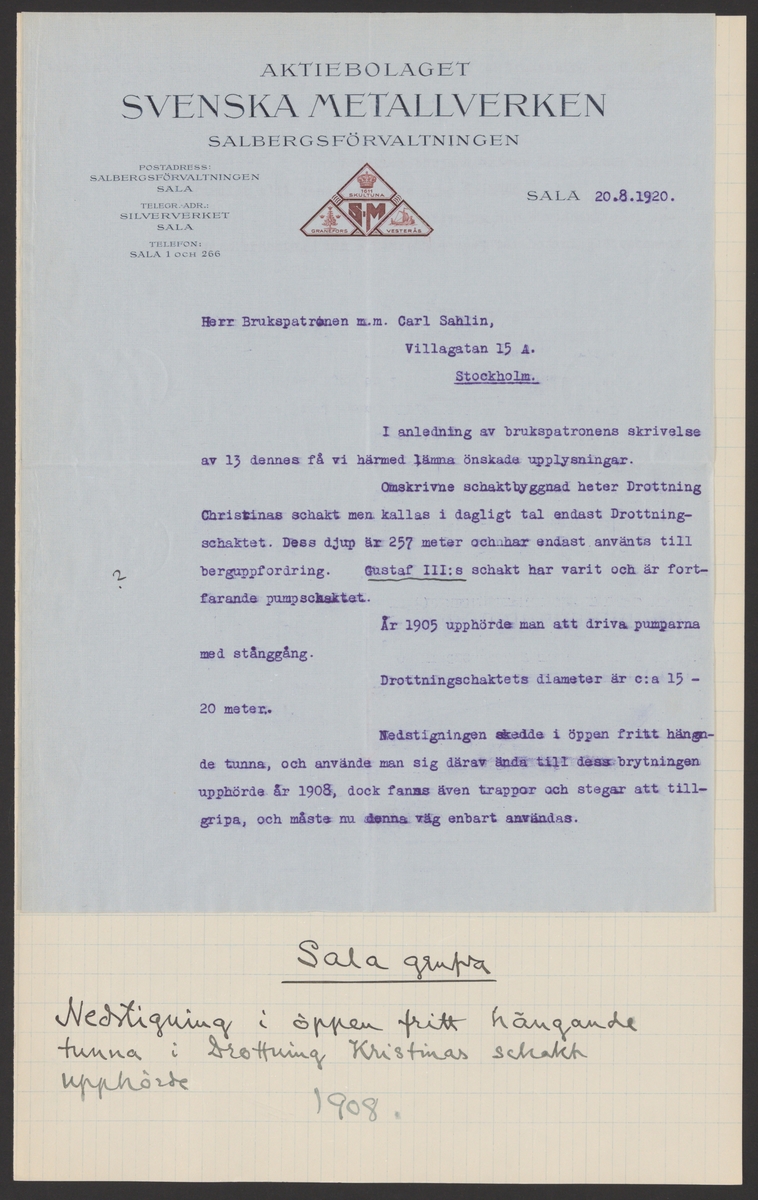 AKTIEBOLAGET
SVENSKA METALLVERKEN
SALBERGSFÖRVALTNINGEN
POSTADRESS:
SALBERGSFÖRVALTNINGEN
SALA
TELEGR.-ADR.:
SILVERVERKET
SALA
TELEFON:
SALA 1 OCH 266
1611
SKULTUNA
S·M
GRANEFORS
VESTERÅS
SALA 20.8.1920.
Herr Brukspatronen m.m. Carl Sahlin,
Villagatan 15 A.
Stockholm.
I anledning av brukspatronens skrivelse
av 13 dennes få vi härmed lämna önskade upplysningar.
Omskrivne schaktbyggnad heter Drottning
Christinas schakt men kallas i dagligt tal endast Drottning-
schaktet. Dess djup är 257 meter och har endast använts till
berguppfordring. Gustaf III:s schakt har varit och är fort-
?
farande pumpschaktet.
År 1905 upphörde man att driva pumparna
med stånggång.
Drottningschaktets diameter är c:a 15 -
20 meter.
Nedstigningen skedde i öppen fritt hängn-
de tunna, och använde man sig därav ända till dess brytningen
upphörde år 1908, dock fanns även trappor och stegar att till-
gripa, och måste nu denna väg enbart användas.
Sala gruva
Nedstigning i öppen fritt hängande
tunna i Drottning Kristinas schakt
upphörde
1908.